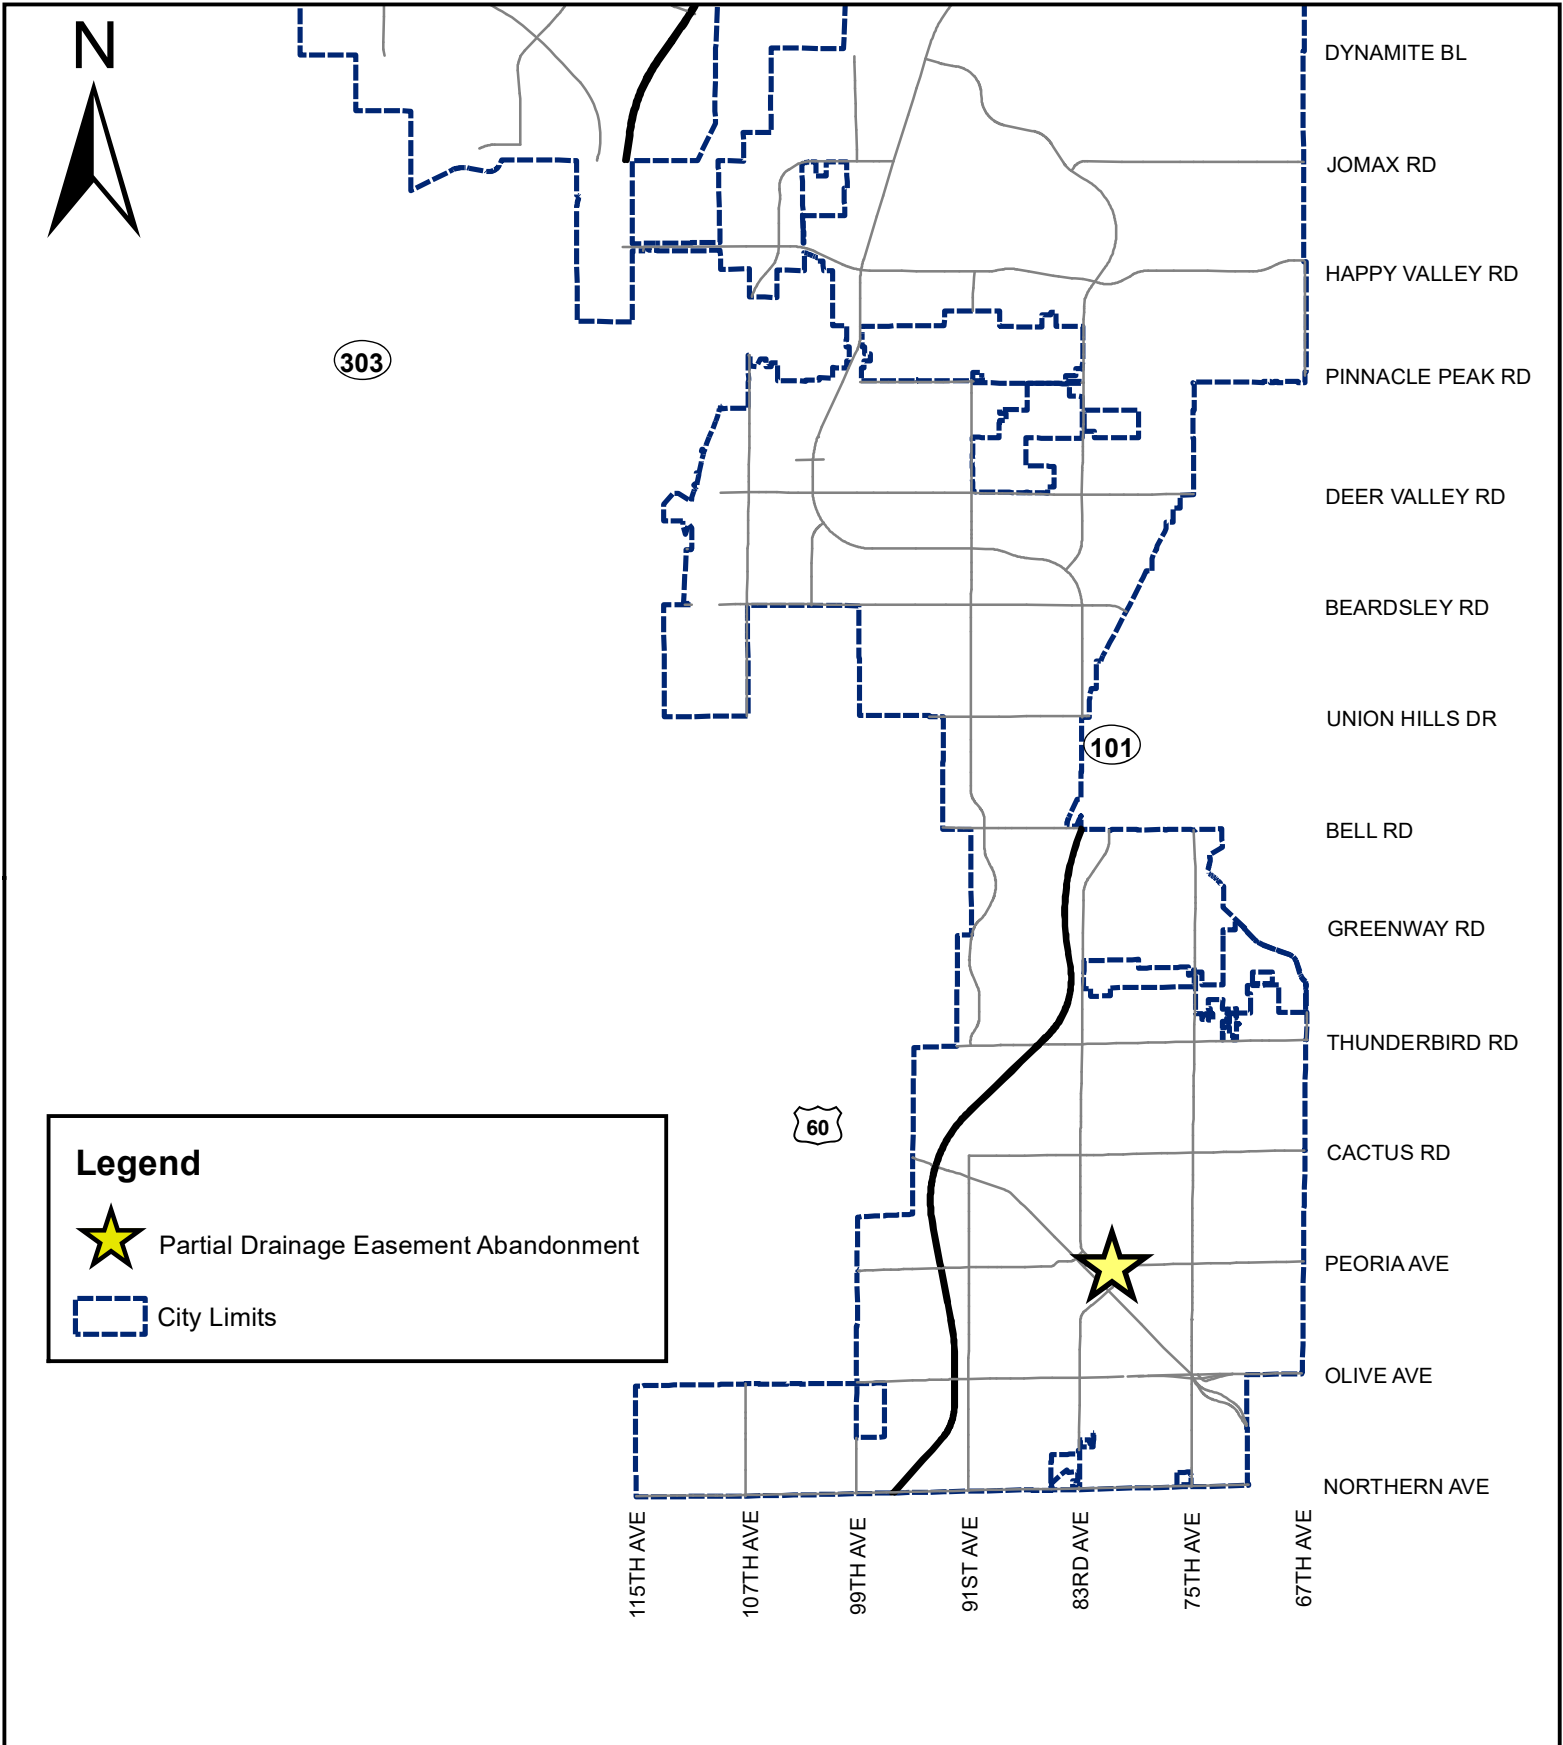 N
DYNAMITE BL
JOMAX RD
HAPPY VALLEY RD
303
PINNACLE PEAK RD
DEER VALLEY RD
BEARDSLEY RD
UNION HILLS DR
101
BELL RD
GREENWAY RD
THUNDERBIRD RD
60
CACTUS RD
Legend
Partial Drainage Easement Abandonment
City Limits
PEORIA AVE
OLIVE AVE
NORTHERN AVE
115TH AVE
107TH AVE
99TH AVE
91ST AVE
83RD AVE
75TH AVE
67TH AVE